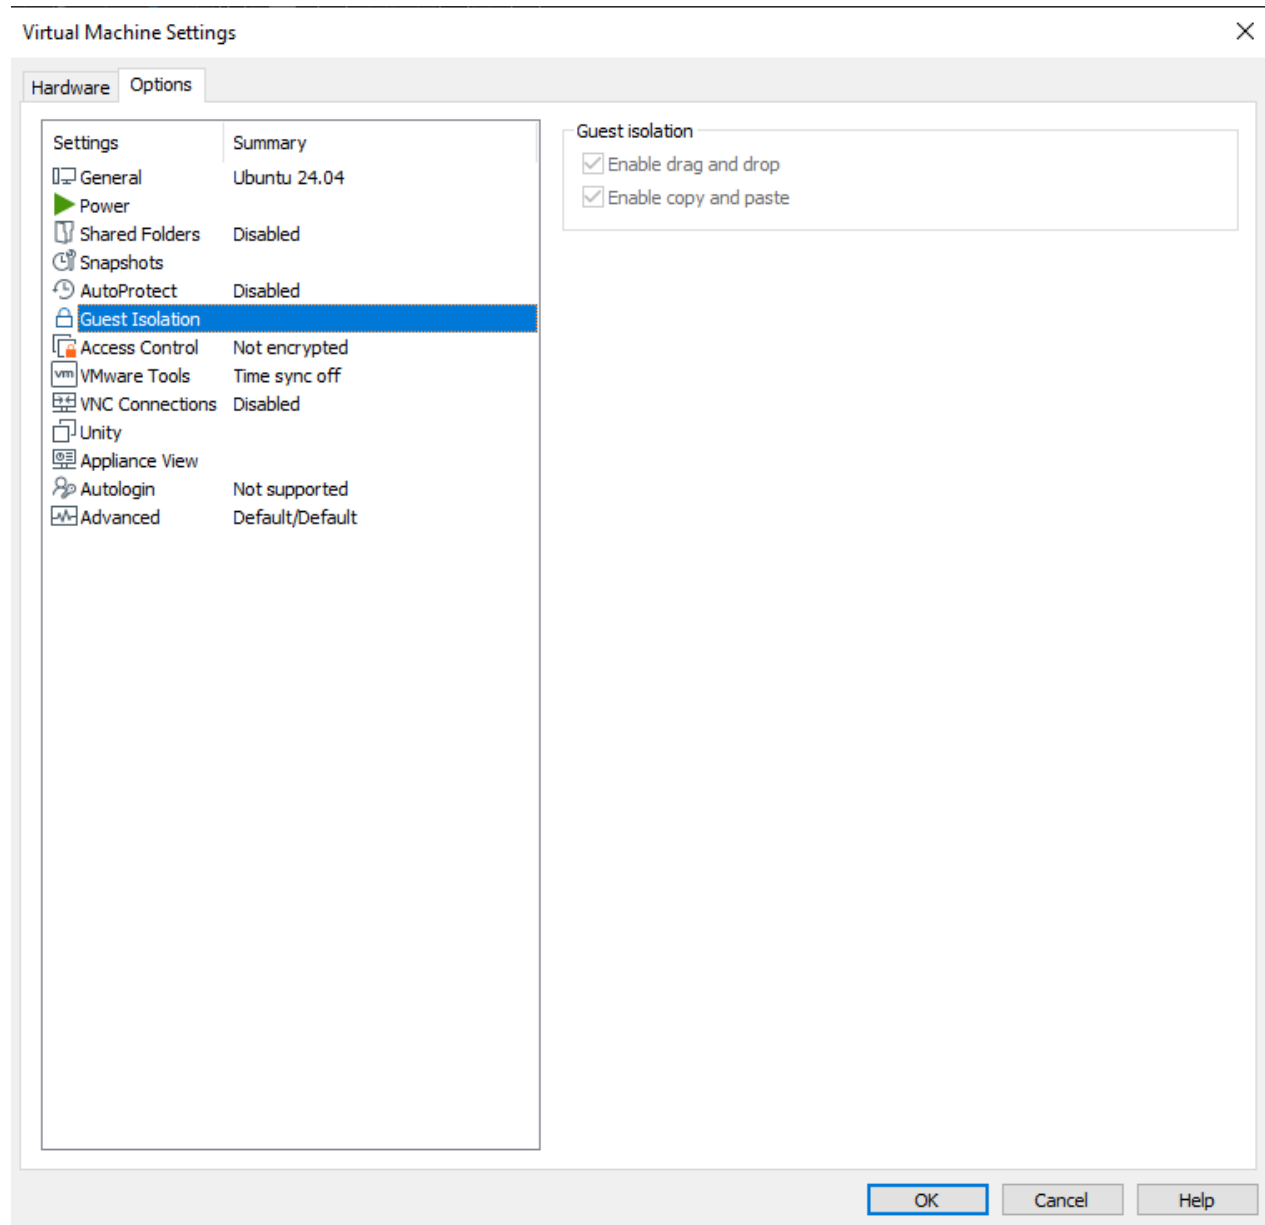 Virtual Machine Settings
Hardware Options
Settings Summary
General Ubuntu 24.04
Power
Shared Folders Disabled
Snapshots
AutoProtect Disabled
Guest Isolation
Access Control Not encrypted
vm VMware Tools Time sync off
VNC Connections Disabled
Unity
Appliance View
Autologin Not supported
Advanced Default/Default
Guest isolation
Enable drag and drop
Enable copy and paste
OK Cancel Help